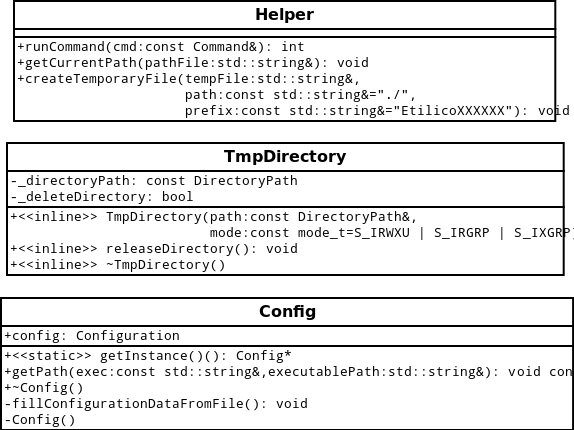 Helper
+runCommand(cmd:const Command&): int
+getCurrentPath(pathFile:std::string&): void
+createTemporaryFile(tempFile:std::string&,
path:const std::string&="./",
prefix:const std::string&="EtilicoXXXXXX"): void
TmpDirectory
-_directoryPath: const DirectoryPath
-_deleteDirectory: bool
+<<inline>> TmpDirectory(path:const DirectoryPath&,
mode:const mode_t=S_IRWXU | S_IRGRP | S_IXGRP)
+<<inline>> releaseDirectory(): void
+<<inline>> ~TmpDirectory()
Config
+config: Configuration
+<<static>> getInstance()(): Config*
+getPath(exec:const std::string&,executablePath:std::string&): void con
+~Config()
-fillConfigurationDataFromFile(): void
-Config()